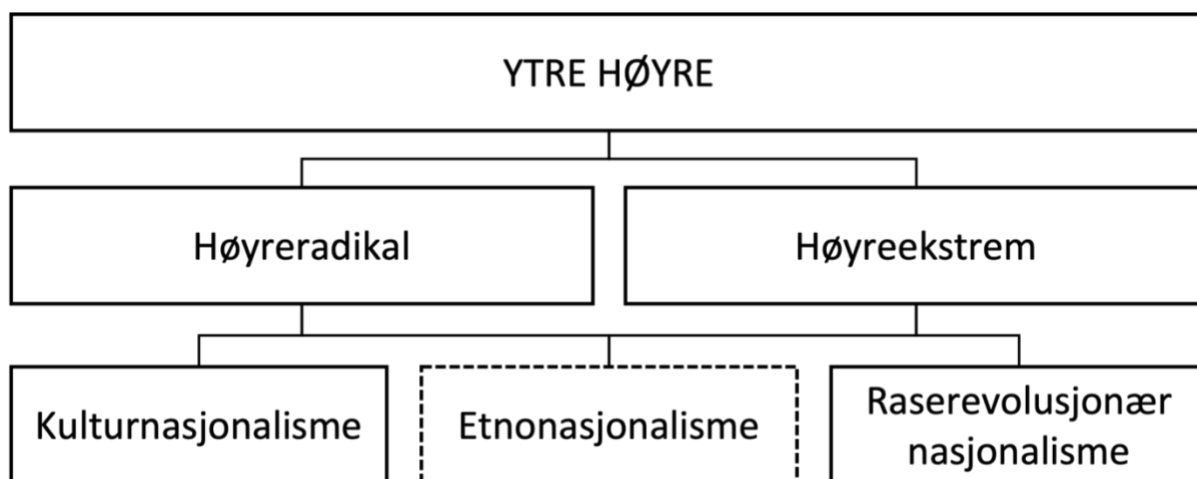 YTRE HØYRE
Høyreradikal
Høyreekstrem
Kulturnasjonalisme
Etnonasjonalisme
Raserevolusjonær
nasjonalisme